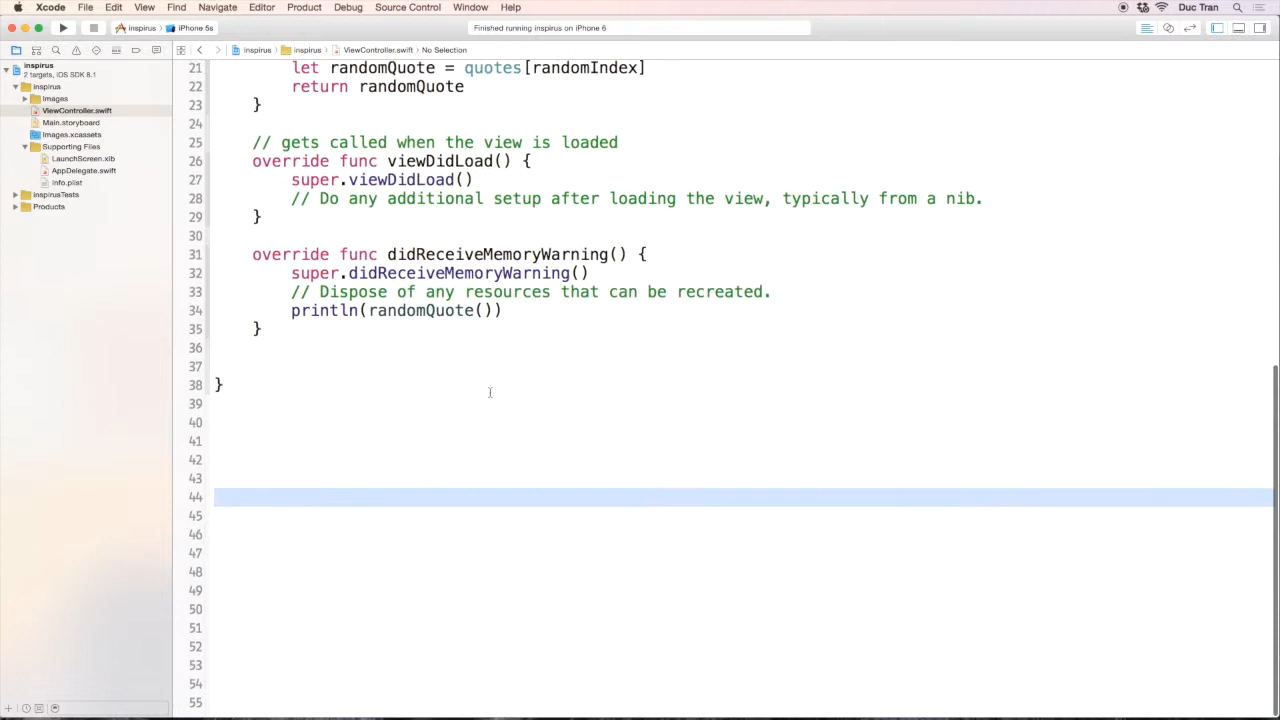 Xcode File Edit View Find Navigate Editor Product Debug Source Control Window Help Duc Tran
inspirus iPhone 5s Finished running inspirus on iPhone 6
inspirus inspirus ViewController.swift No Selection
inspirus
2 targets, iOS SDK 8.1
inspirus
Images
ViewController.swift
Main.storyboard
Images.xcassets
Supporting Files
LaunchScreen.xib
AppDelegate.swift
Info.plist
inspirusTests
Products
21 let randomQuote = quotes[randomIndex]
22 return randomQuote
23 }
24
25 // gets called when the view is loaded
26 override func viewDidLoad() {
27 super.viewDidLoad()
28 // Do any additional setup after loading the view, typically from a nib.
29 }
30
31 override func didReceiveMemoryWarning() {
32 super.didReceiveMemoryWarning()
33 // Dispose of any resources that can be recreated.
34 println(randomQuote())
35 }
36
37
38 }
39
40
41
42
43
44
45
46
47
48
49
50
51
52
53
54
55